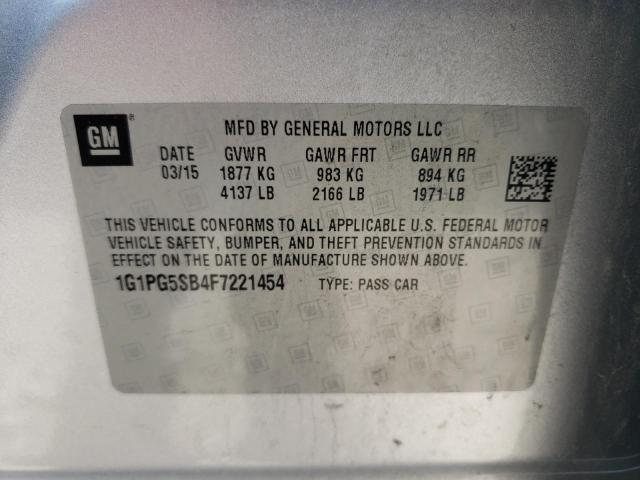 GM ®
MFD BY GENERAL MOTORS LLC
DATE GVWR GAWR FRT GAWR RR
03/15 1877 KG 983 KG 894 KG
4137 LB 2166 LB 1971 LB
THIS VEHICLE CONFORMS TO ALL APPLICABLE U.S. FEDERAL MOTOR
VEHICLE SAFETY, BUMPER, AND THEFT PREVENTION STANDARDS IN
EFFECT ON THE DATE OF MANUFACTURE SHOWN ABOVE.
1G1PG5SB4F7221454 TYPE: PASS CAR